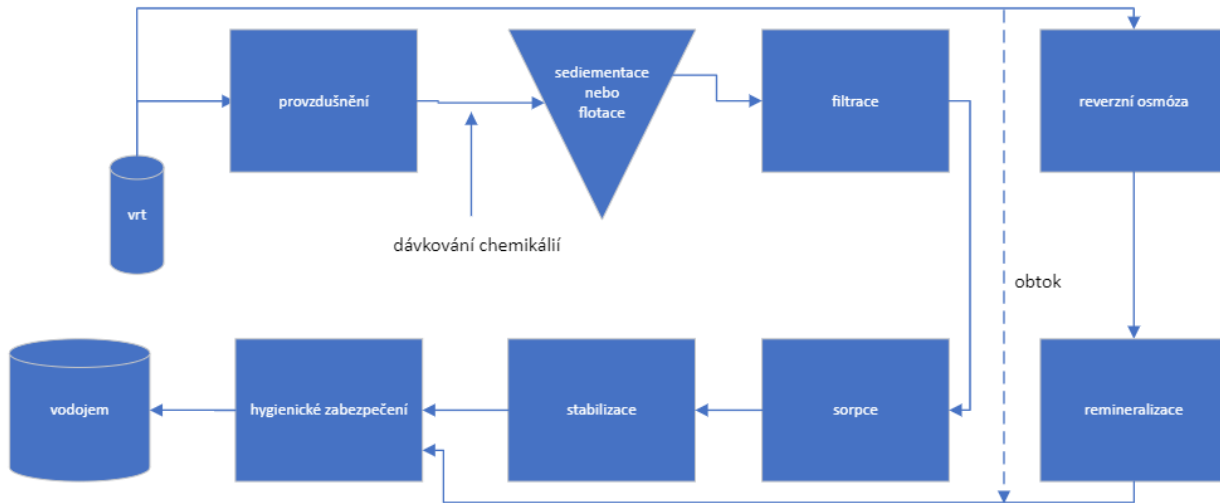 sediementace
nebo
flotace
provzdušnění
filtrace
reverzní osmóza
vrt
dávkování chemikálií
obtok
vodojem
hygienické zabezpečení
stabilizace
sorpce
remineralizace